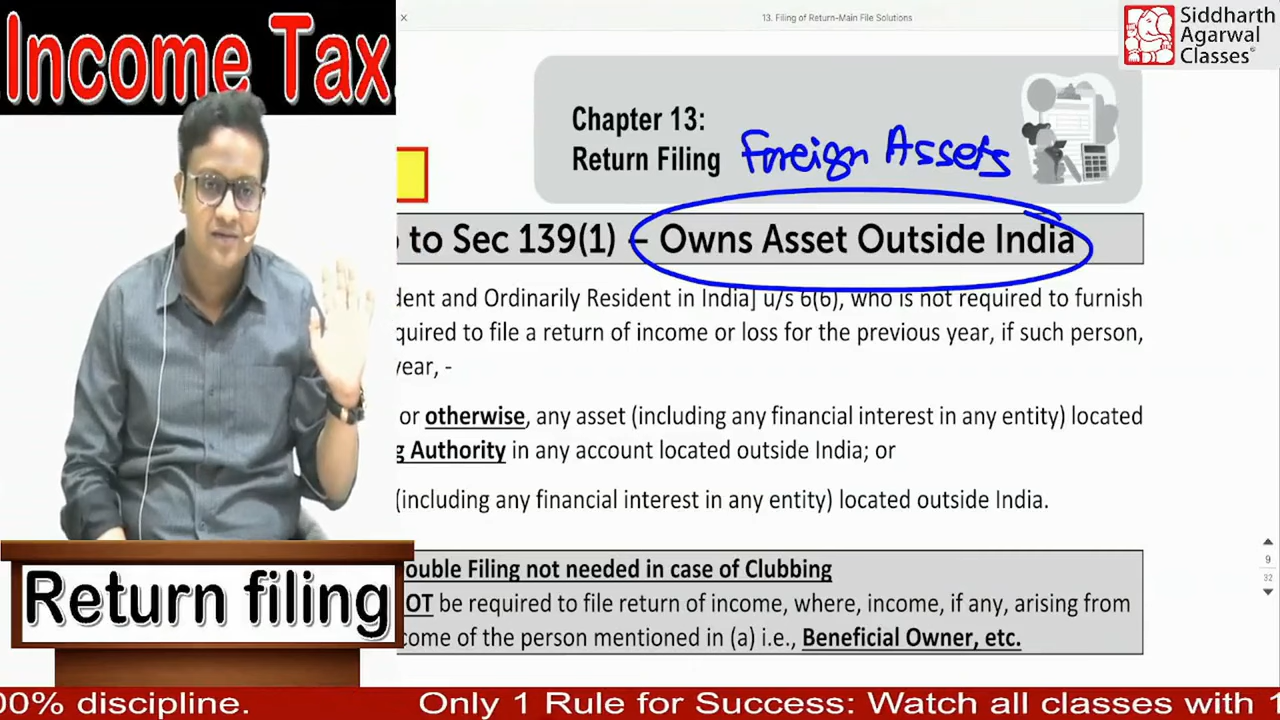 Income Tax.
13. Filing of Return-Main File Solutions
Siddharth
Agarwal
Classes
Chapter 13:
Return Filing
Foreign Assets
to Sec 139(1) – Owns Asset Outside India
dent and Ordinarily Resident in India] u/s 6(6), who is not required to furnish
quired to file a return of income or loss for the previous year, if such person,
year, -
or otherwise, any asset (including any financial interest in any entity) located
g Authority in any account located outside India; or
(including any financial interest in any entity) located outside India.
ouble Filing not needed in case of Clubbing
OT be required to file return of income, where, income, if any, arising from
come of the person mentioned in (a) i.e., Beneficial Owner, etc.
9
32
Return filing
00% discipline.
Only 1 Rule for Success: Watch all classes with 1